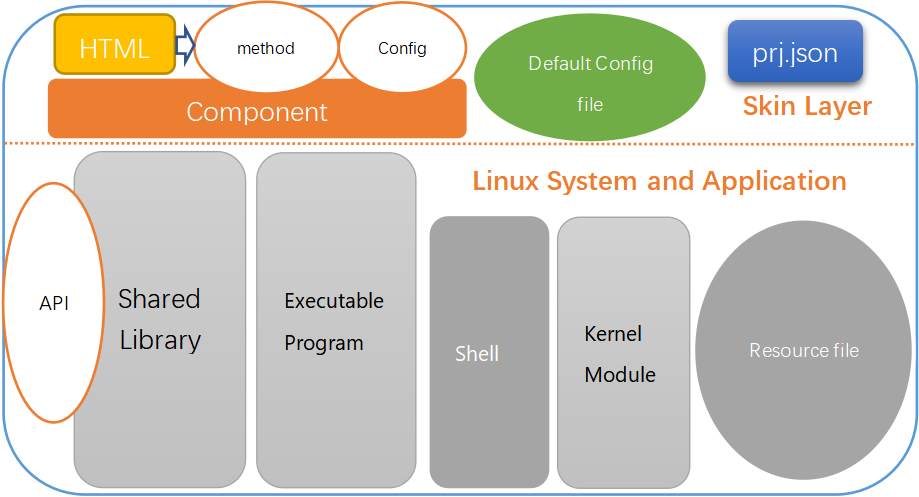 HTML
method
Config
Component
Default Config
file
prj.json
Skin Layer
Linux System and Application
API
Shared
Library
Executable
Program
Shell
Kernel
Module
Resource file